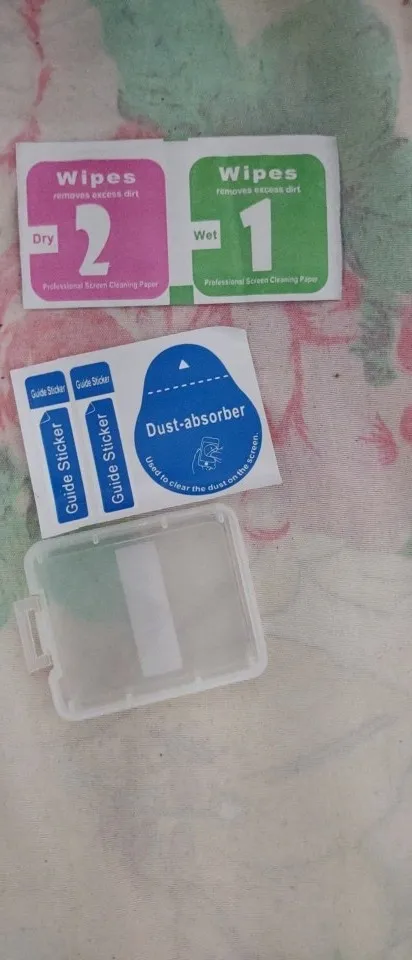 Wipes
removes excess dirt
Dry
2
Professional Screen Cleaning Paper
Wipes
removes excess dirt
Wet
1
Professional Screen Cleaning Paper
Guide Sticker
Guide Sticker
Guide Sticker
Guide Sticker
Dust-absorber
Used to clear the dust on the screen.